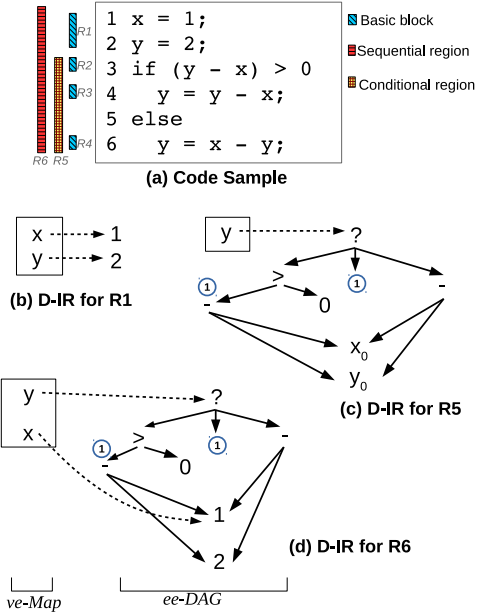 R1
R2
R3
R4
R6 R5
1 x = 1;
2 y = 2;
3 if (y - x) > 0
4 y = y - x;
5 else
6 y = x - y;
Basic block
Sequential region
Conditional region
(a) Code Sample
x 1
y 2
(b) D-IR for R1
y ?
> 1 -
1 - 0
x0
y0
(c) D-IR for R5
y ?
x
> 1 -
1 - 0
1
2
(d) D-IR for R6
ve-Map ee-DAG